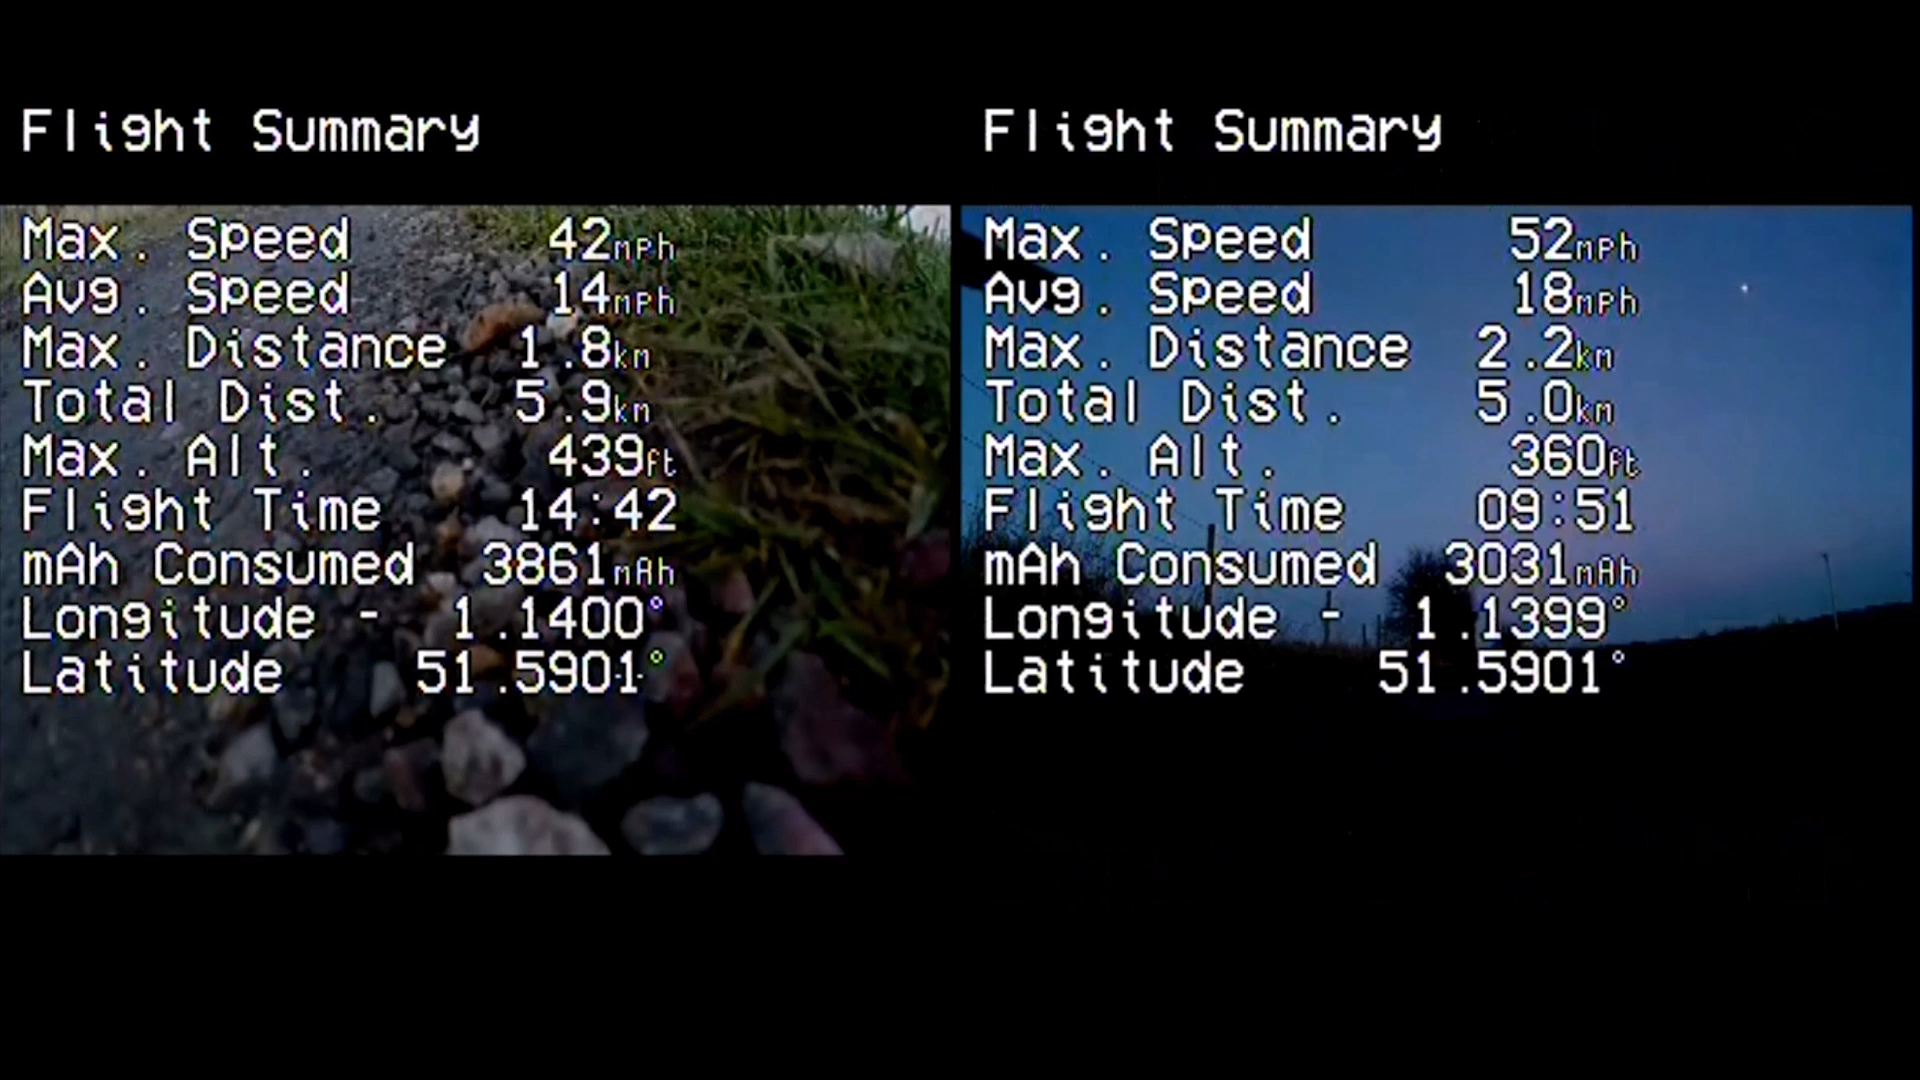 Flight Summary
Max. Speed 42mph
Avg. Speed 14mph
Max. Distance 1.8km
Total Dist. 5.9km
Max. Alt. 439ft
Flight Time 14:42
mAh Consumed 3861mAh
Longitude - 1.1400°
Latitude 51.5901°
Flight Summary
Max. Speed 52mph
Avg. Speed 18mph
Max. Distance 2.2km
Total Dist. 5.0km
Max. Alt. 360ft
Flight Time 09:51
mAh Consumed 3031mAh
Longitude - 1.1399°
Latitude 51.5901°